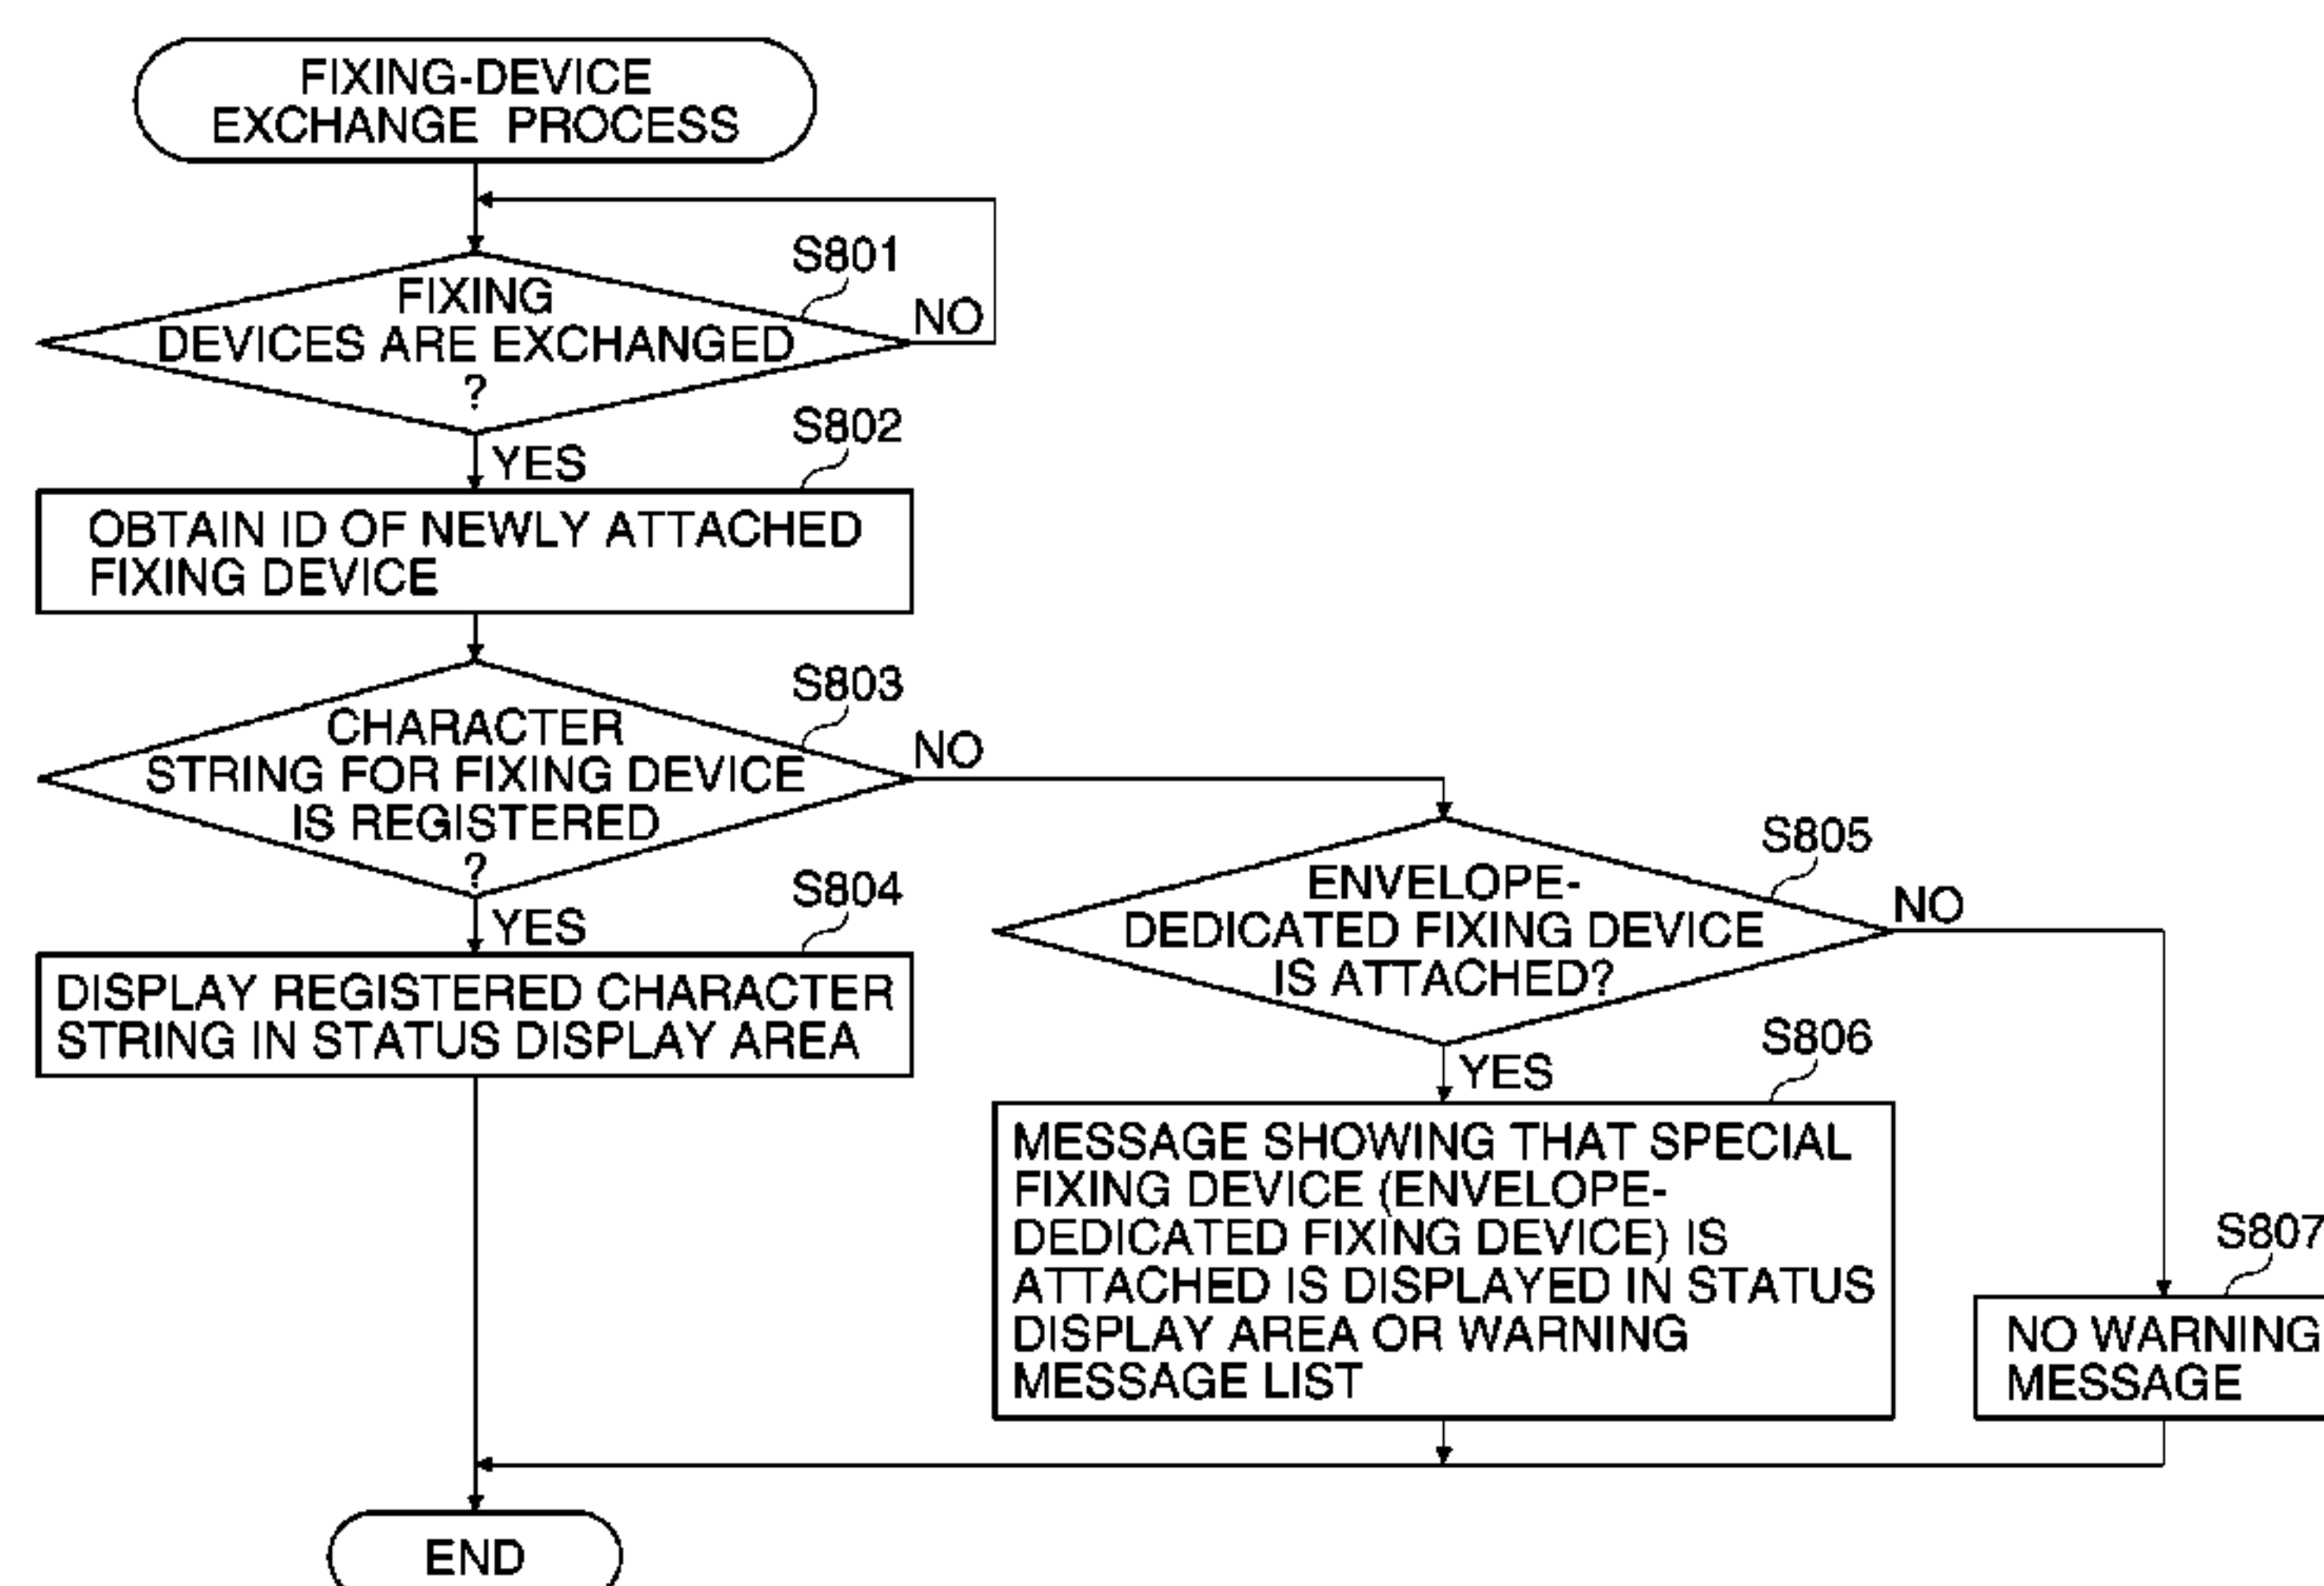 FIXING-DEVICE
EXCHANGE PROCESS
S801
FIXING
DEVICES ARE EXCHANGED
?
NO
YES
S802
OBTAIN ID OF NEWLY ATTACHED
FIXING DEVICE
S803
CHARACTER
STRING FOR FIXING DEVICE
IS REGISTERED
?
NO
YES
S804
DISPLAY REGISTERED CHARACTER
STRING IN STATUS DISPLAY AREA
S805
ENVELOPE-
DEDICATED FIXING DEVICE
IS ATTACHED?
NO
YES
S806
MESSAGE SHOWING THAT SPECIAL
FIXING DEVICE (ENVELOPE-
DEDICATED FIXING DEVICE) IS
ATTACHED IS DISPLAYED IN STATUS
DISPLAY AREA OR WARNING
MESSAGE LIST
S807
NO WARNING
MESSAGE
END